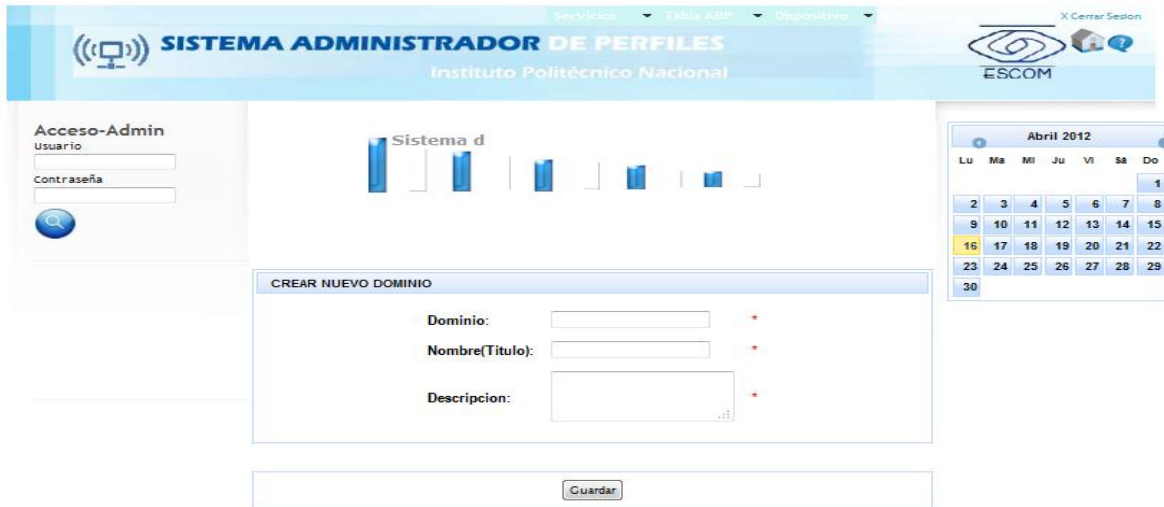 Servicios Tabla ARP Dispositivo
X Cerrar Sesion
SISTEMA ADMINISTRADOR DE PERFILES
Instituto Politécnico Nacional
ESCOM
Acceso-Admin
Usuario
Contraseña
Sistema d
Abril 2012
Lu Ma Mi Ju Vi Sá Do
1
2 3 4 5 6 7 8
9 10 11 12 13 14 15
16 17 18 19 20 21 22
23 24 25 26 27 28 29
30
CREAR NUEVO DOMINIO
Dominio: *
Nombre(Titulo): *
Descripcion: *
Guardar